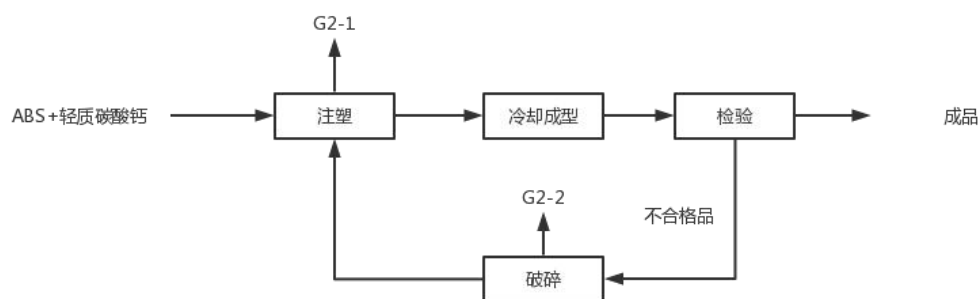 G2-1
ABS+轻质碳酸钙
注塑
冷却成型
检验
成品
G2-2
不合格品
破碎